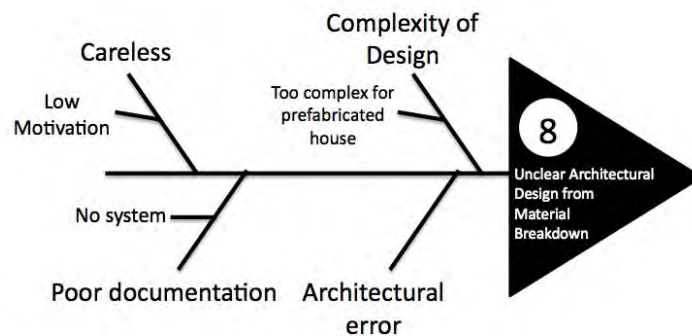 Careless
Complexity of
Design
Low
Motivation
Too complex for
prefabricated
house
8
Unclear Architectural
Design from
Material
Breakdown
No system
Poor documentation
Architectural
error